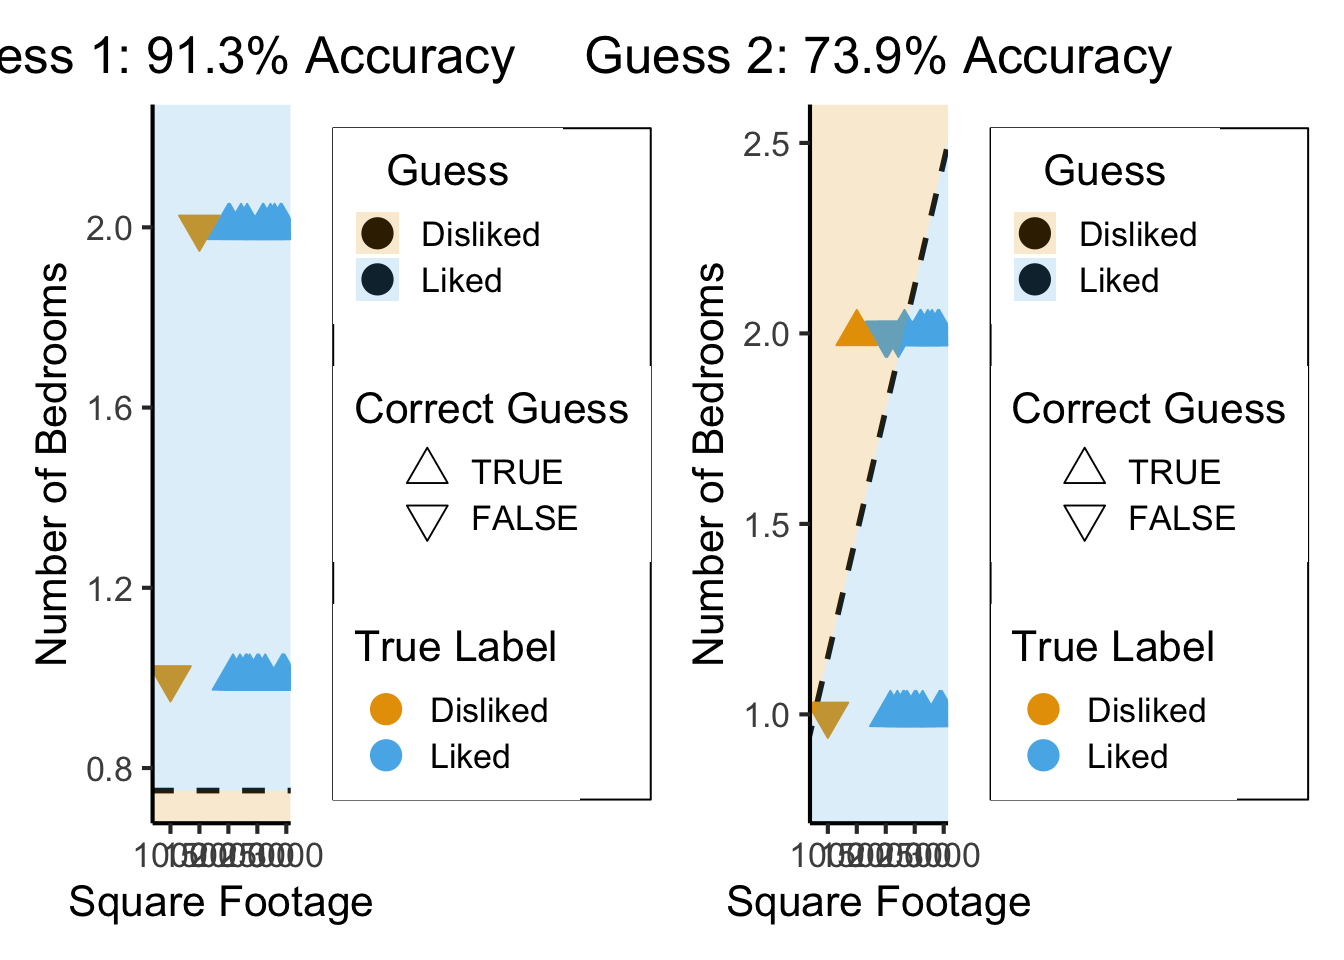 ess 1: 91.3% Accuracy
Guess 2: 73.9% Accuracy
Number of Bedrooms
2.0
1.6
1.2
0.8
Square Footage
Guess
Disliked
Liked
Correct Guess
TRUE
FALSE
True Label
Disliked
Liked
Number of Bedrooms
2.5
2.0
1.5
1.0
Square Footage
Guess
Disliked
Liked
Correct Guess
TRUE
FALSE
True Label
Disliked
Liked